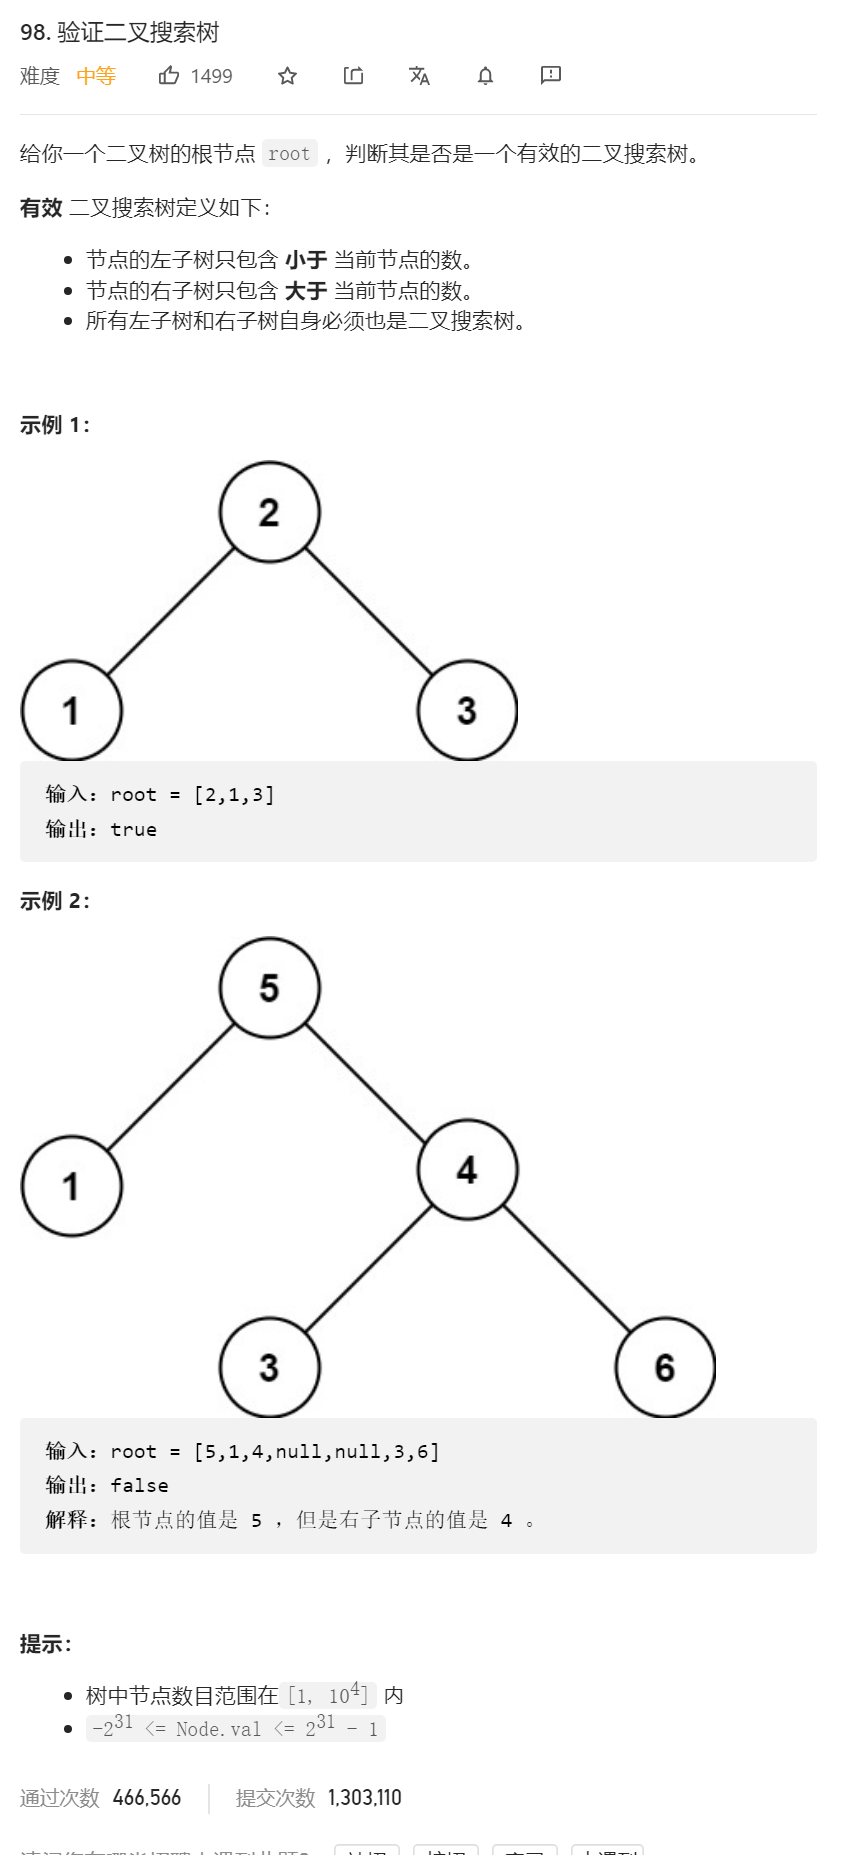 98. 验证二叉搜索树
难度 中等 1499
给你一个二叉树的根节点 root ，判断其是否是一个有效的二叉搜索树。
有效 二叉搜索树定义如下：
节点的左子树只包含 小于 当前节点的数。
节点的右子树只包含 大于 当前节点的数。
所有左子树和右子树自身必须也是二叉搜索树。
示例 1：
2
1 3
输入：root = [2,1,3]
输出：true
示例 2：
5
1 4
3 6
输入：root = [5,1,4,null,null,3,6]
输出：false
解释：根节点的值是 5 ，但是右子节点的值是 4 。
提示：
树中节点数目范围在[1, 10⁴] 内
-2³¹ <= Node.val <= 2³¹ - 1
通过次数 466,566 提交次数 1,303,110